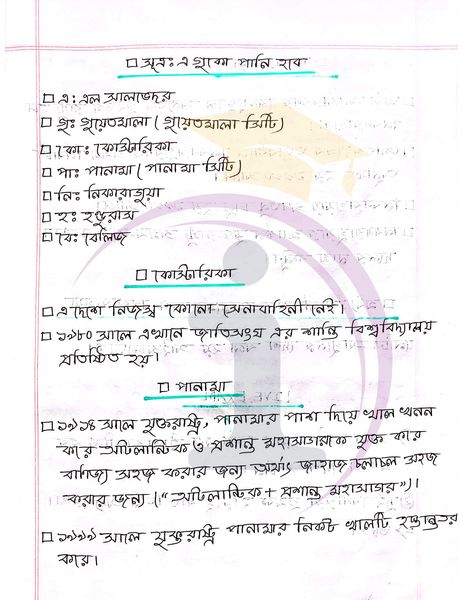 □ সূত্র: এ গুকো পানি হবে
□ এ: এল সালভেদর
□ গু: গুয়েতমালা (গুয়েতমালা সিটি)
□ কো: কোস্টারিকা
□ পা: পানামা (পানামা সিটি)
□ নি: নিকারাগুয়া
□ হ: হন্ডুরাস
□ বে: বেলিজ
□ কোস্টারিকা
□ এ দেশে নিজস্ব কোনো সেনাবাহিনী নেই।
□ ১৯৮০ সালে এখানে জাতিসংঘ এর শান্তি বিশ্ববিদ্যালয়
প্রতিষ্ঠিত হয়।
□ পানামা
□ ১৯১৪ সালে যুক্তরাষ্ট্র, পানামার পাশ দিয়ে খাল খনন
করে আটলান্টিক ও প্রশান্ত মহাসাগরকে যুক্ত করে
বাণিজ্য সহজ করার জন্য অর্থাৎ জাহাজ চলাচল সহজ
করার জন্য (।“আটলান্টিক + প্রশান্ত মহাসাগর”)।
□ ১৯৯৯ সালে যুক্তরাষ্ট্র পানামার নিকট খালটি হস্তান্তর
করে।